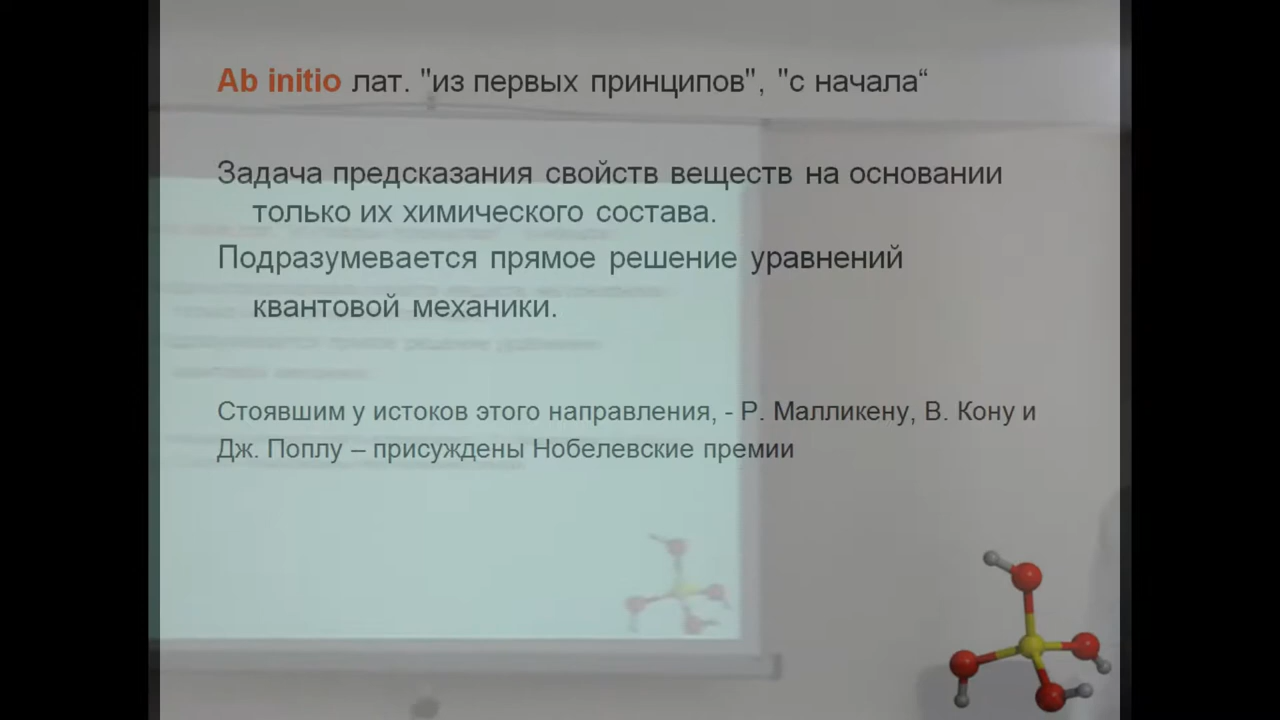 Ab initio лат. "из первых принципов", "с начала“
Задача предсказания свойств веществ на основании
только их химического состава.
Подразумевается прямое решение уравнений
квантовой механики.
Стоявшим у истоков этого направления, - Р. Малликену, В. Кону и
Дж. Поплу – присуждены Нобелевские премии